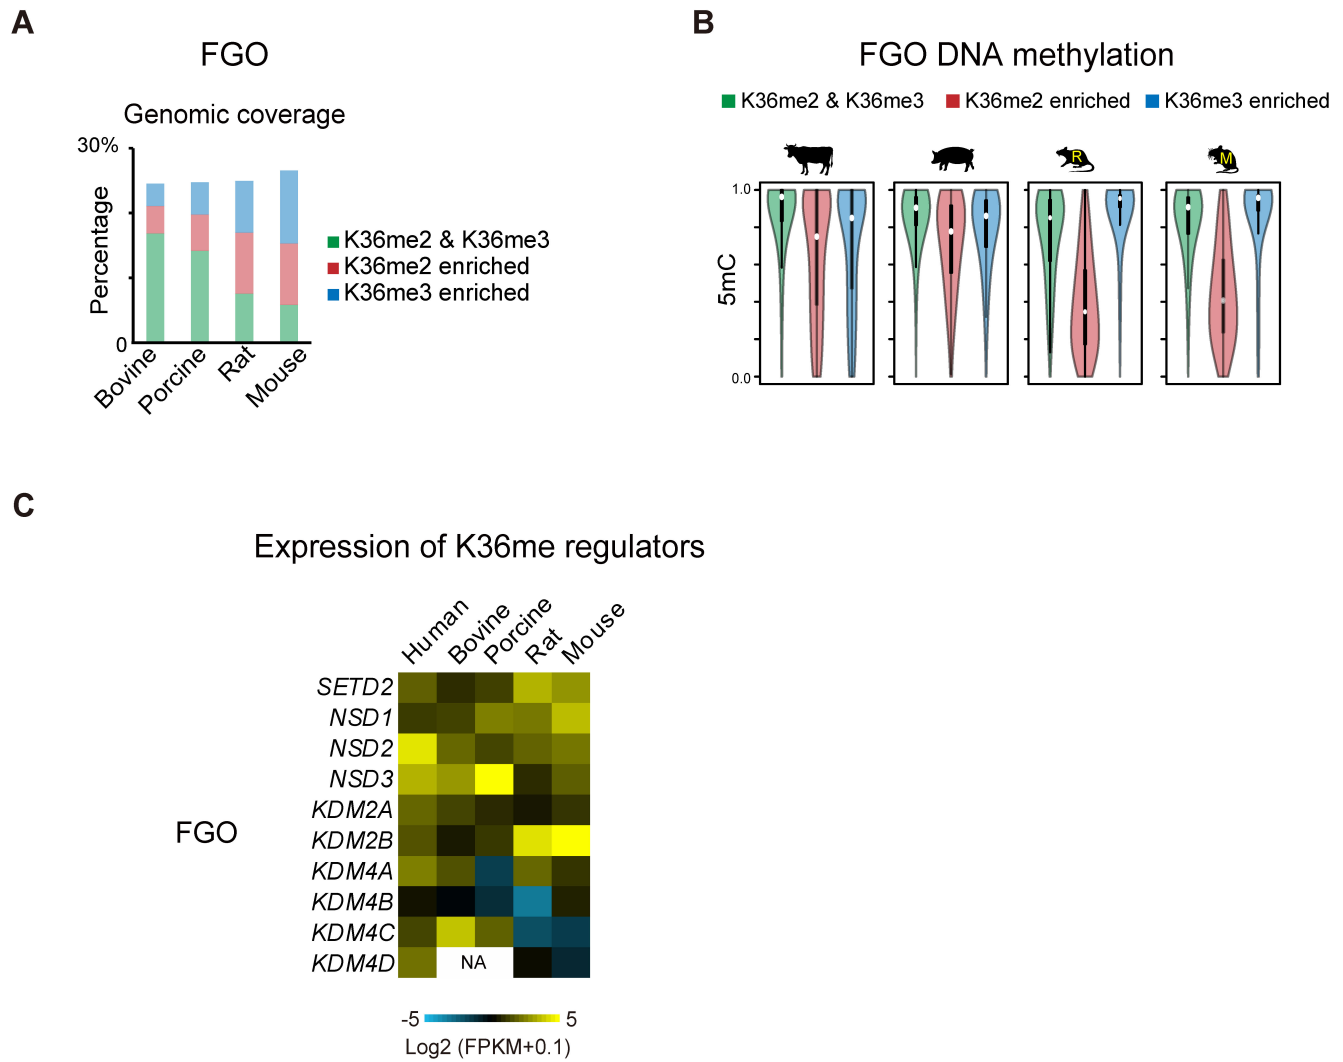 A
FGO
Genomic coverage
30%
Percentage
0
Bovine
Porcine
Rat
Mouse
K36me2 & K36me3
K36me2 enriched
K36me3 enriched
B
FGO DNA methylation
K36me2 & K36me3 K36me2 enriched K36me3 enriched
R
M
1.0
5mC
0.0
C
Expression of K36me regulators
Human
Bovine
Porcine
Rat
Mouse
FGO
SETD2
NSD1
NSD2
NSD3
KDM2A
KDM2B
KDM4A
KDM4B
KDM4C
KDM4D
NA
-5 5
Log2 (FPKM+0.1)